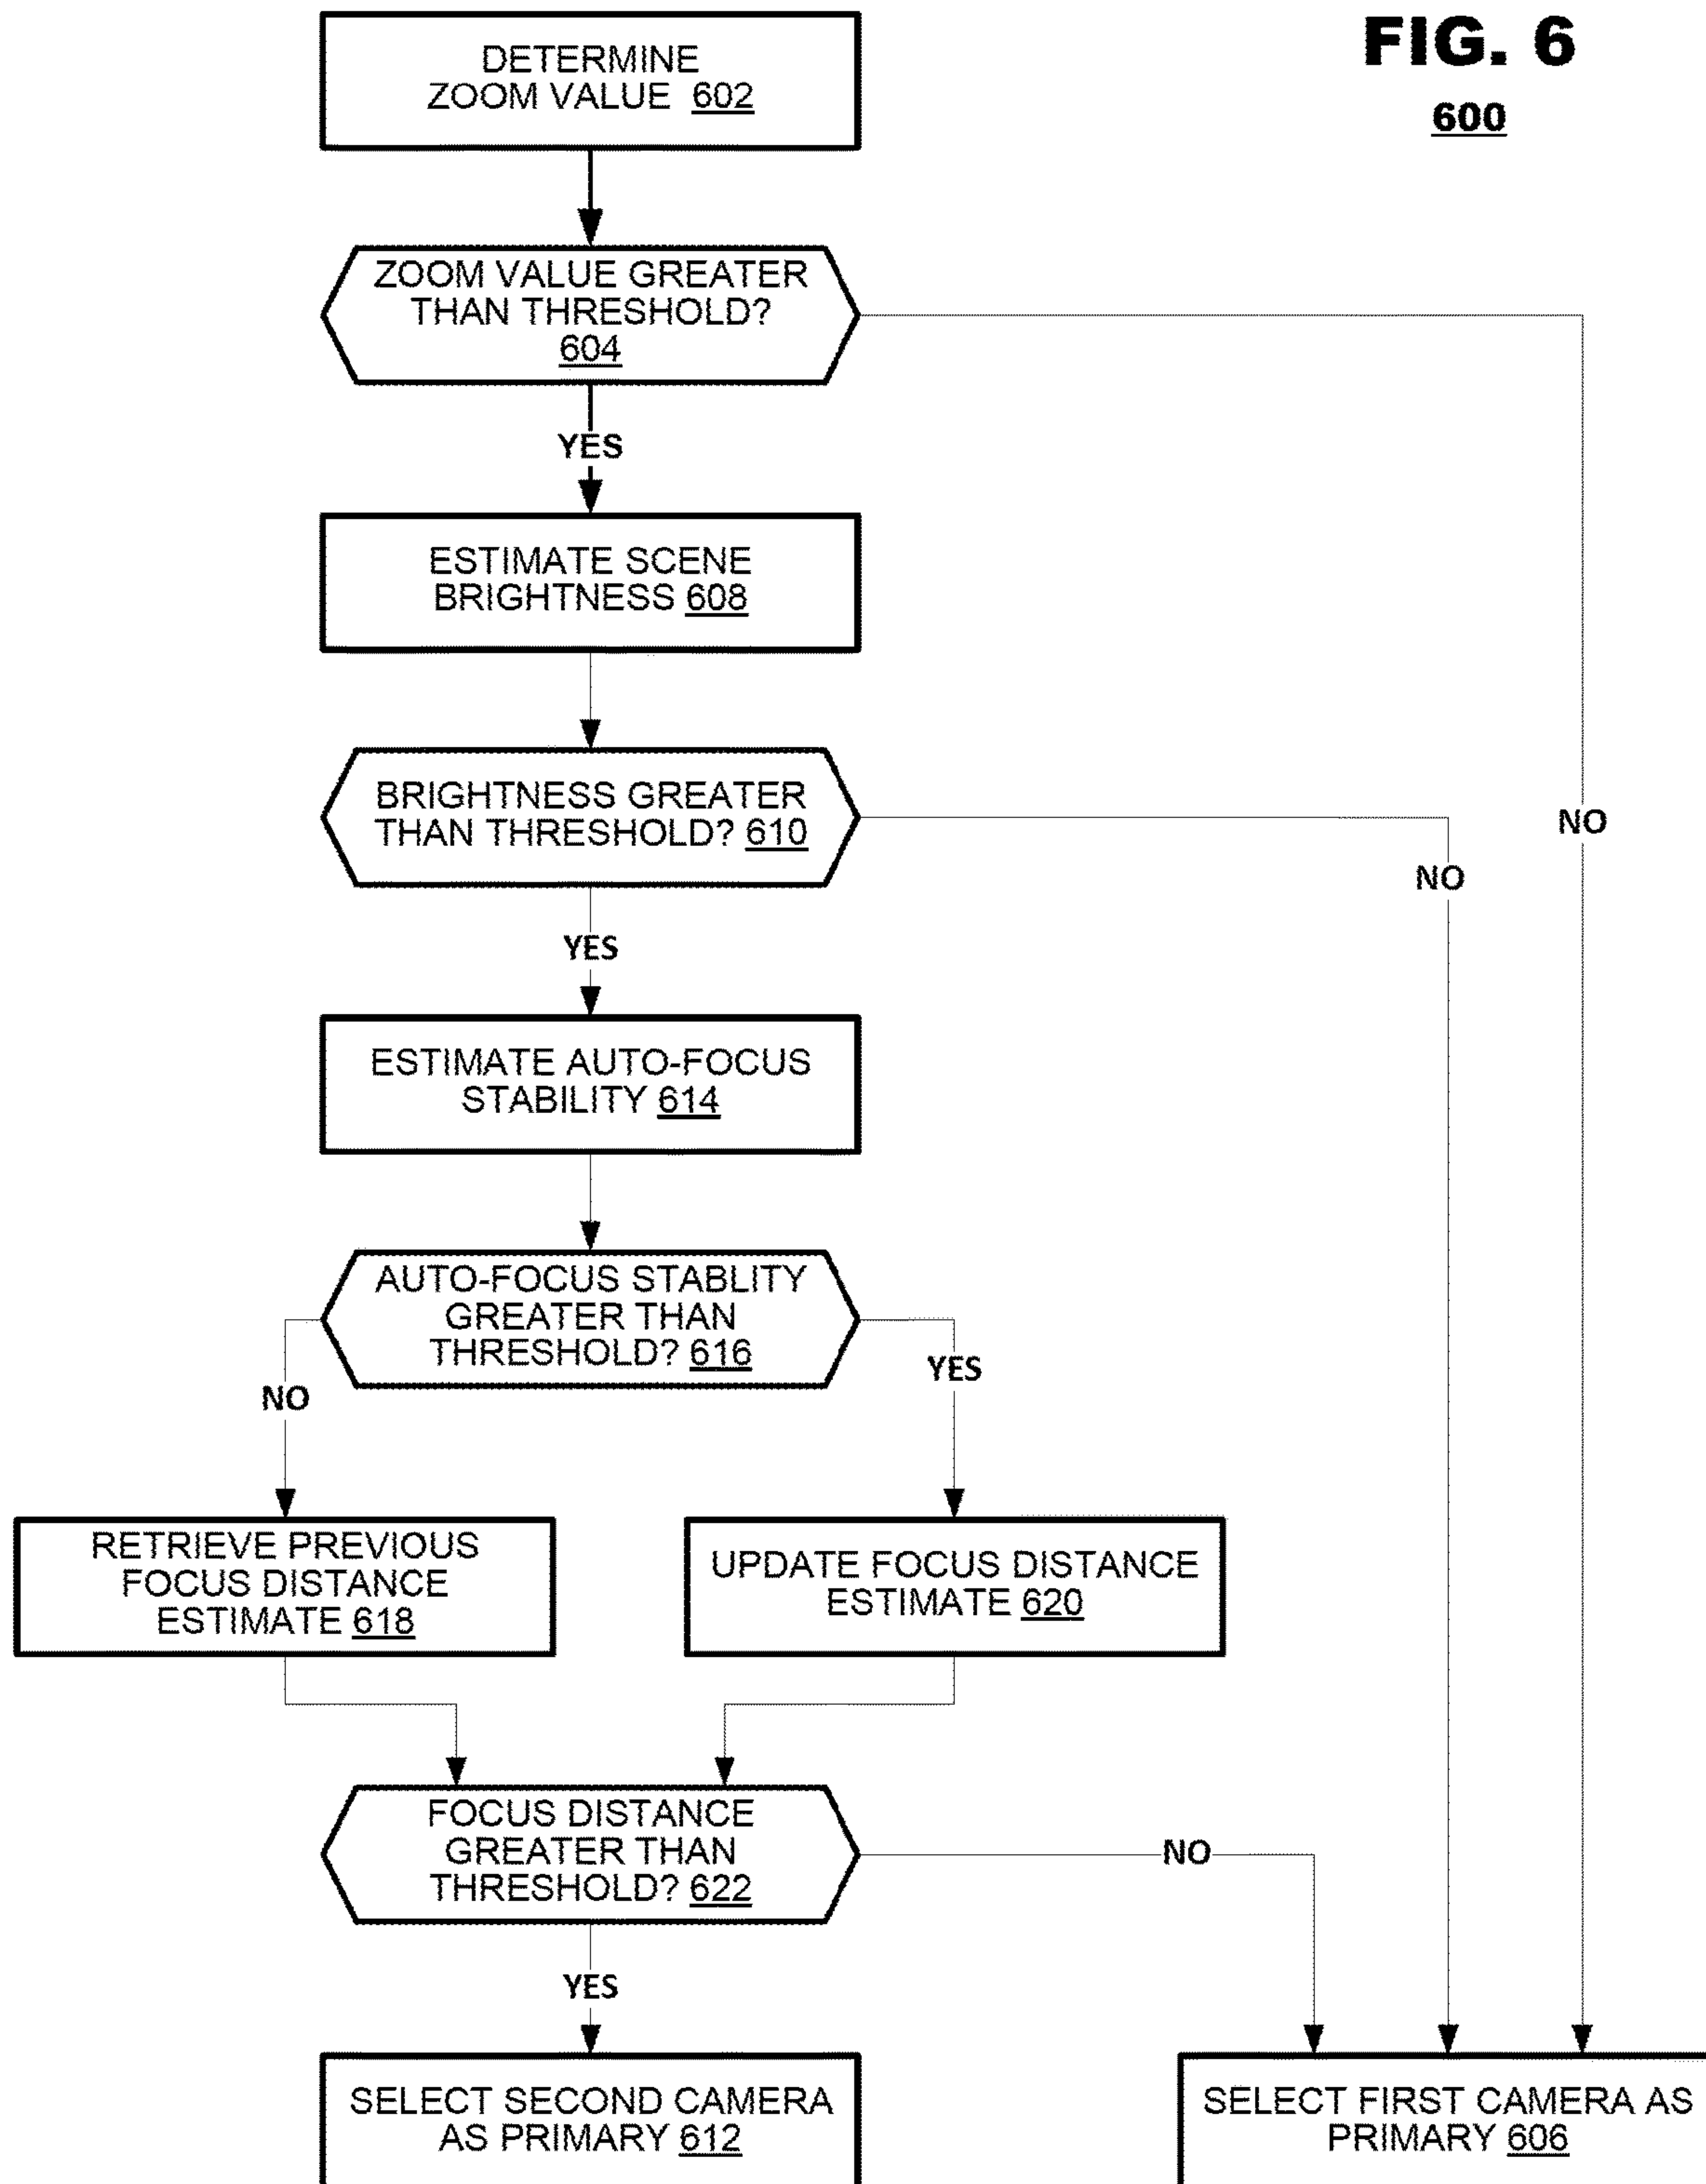 FIG. 6
600
DETERMINE
ZOOM VALUE 602
ZOOM VALUE GREATER
THAN THRESHOLD?
604
YES
NO
ESTIMATE SCENE
BRIGHTNESS 608
BRIGHTNESS GREATER
THAN THRESHOLD? 610
NO
YES
ESTIMATE AUTO-FOCUS
STABILITY 614
AUTO-FOCUS STABLITY
GREATER THAN
THRESHOLD? 616
NO
YES
RETRIEVE PREVIOUS
FOCUS DISTANCE
ESTIMATE 618
UPDATE FOCUS DISTANCE
ESTIMATE 620
FOCUS DISTANCE
GREATER THAN
THRESHOLD? 622
NO
YES
SELECT SECOND CAMERA
AS PRIMARY 612
SELECT FIRST CAMERA AS
PRIMARY 606